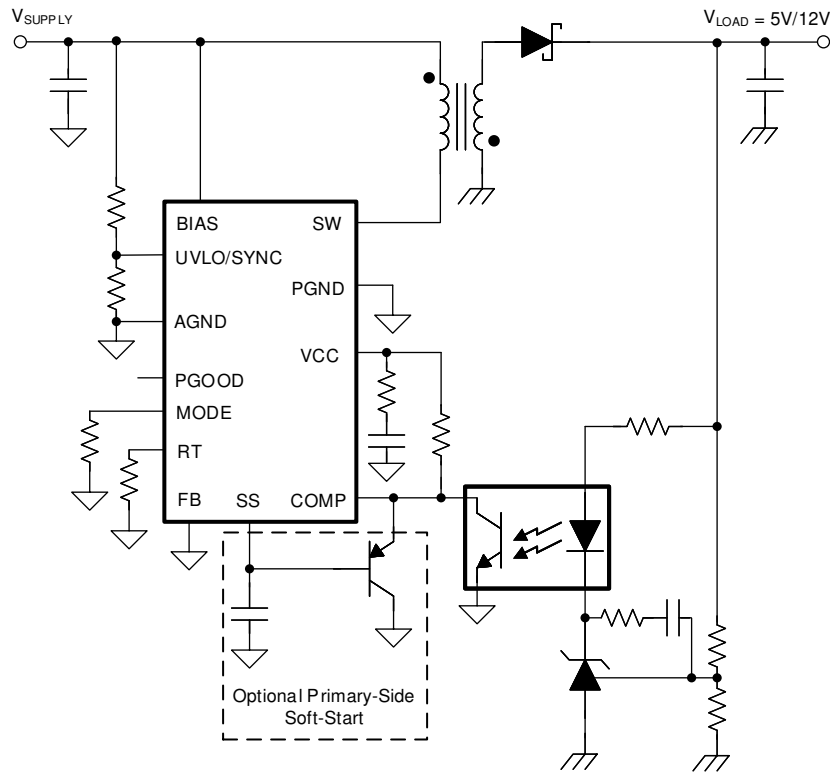 VSUPPLY
VLOAD = 5V/12V
BIAS
SW
UVLO/SYNC
PGND
AGND
VCC
PGOOD
MODE
RT
FB
SS
COMP
Optional Primary-Side
Soft-Start